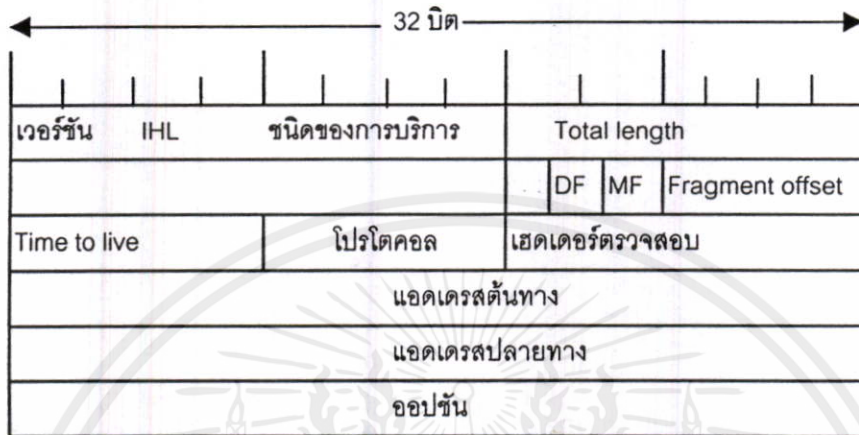 32 บิต
เวอร์ชัน IHL ชนิดของการบริการ Total length
DF MF Fragment offset
Time to live โปรโตคอล เฮดเดอร์ตรวจสอบ
แอดเดรสต้นทาง
แอดเดรสปลายทาง
ออปชัน